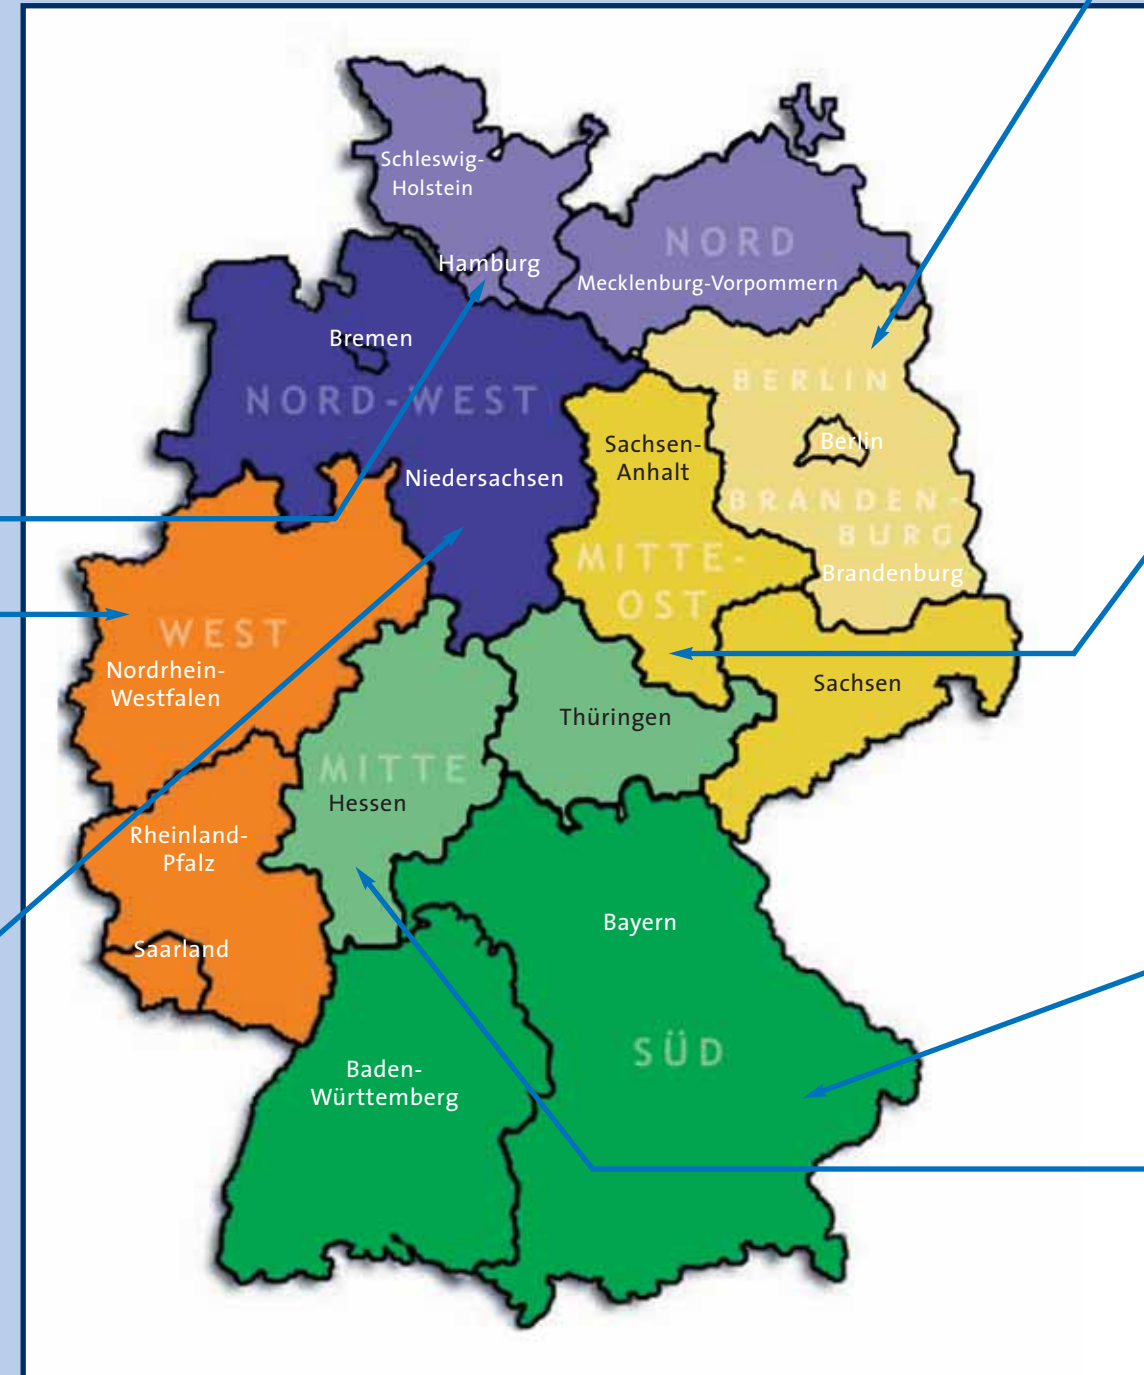 Schleswig-
Holstein
NORD
Hamburg
Mecklenburg-Vorpommern
Bremen
NORD-WEST
BERLIN
Berlin
Sachsen-
Anhalt
Niedersachsen
BRANDEN-
BURG
Brandenburg
MITTE-
OST
WEST
Nordrhein-
Westfalen
Sachsen
Thüringen
MITTE
Hessen
Rheinland-
Pfalz
Saarland
Bayern
SÜD
Baden-
Württemberg